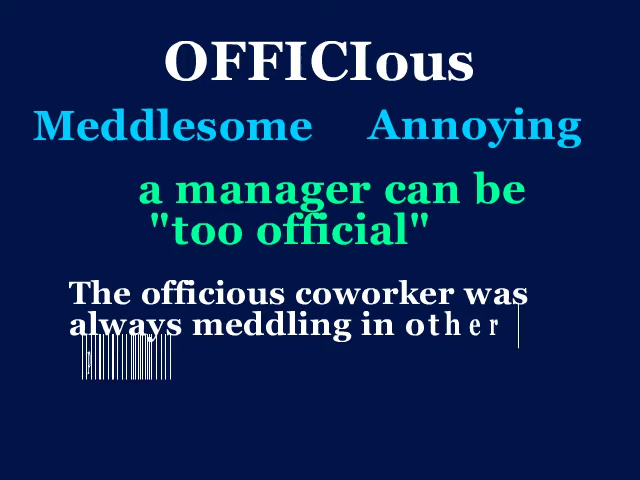 OFFICIous
Meddlesome Annoying
a manager can be
"too official"
The officious coworker was
always meddling in other